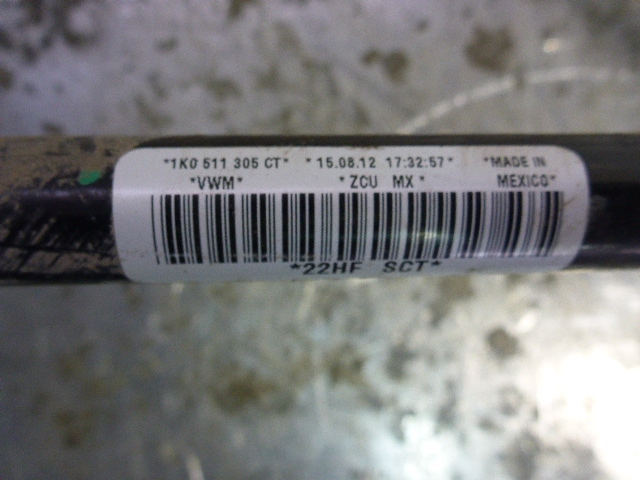 *1K0 511 305 CT* *15.08.12 17:32:57* *MADE IN
*VWM* *ZCU MX* MEXICO*
*22HF SCT*